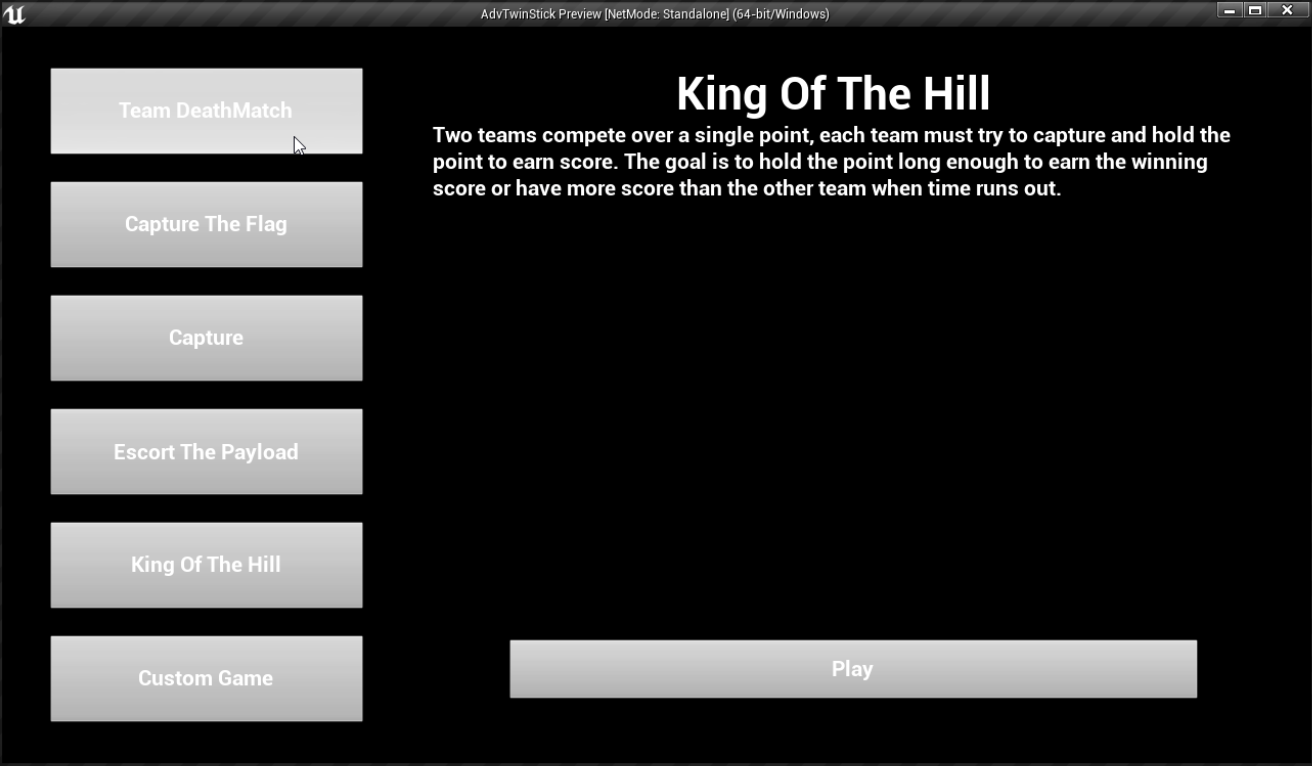 AdvTwinStick Preview [NetMode: Standalone] (64-bit/Windows)
Team DeathMatch
Capture The Flag
Capture
Escort The Payload
King Of The Hill
Custom Game
King Of The Hill
Two teams compete over a single point, each team must try to capture and hold the
point to earn score. The goal is to hold the point long enough to earn the winning
score or have more score than the other team when time runs out.
Play